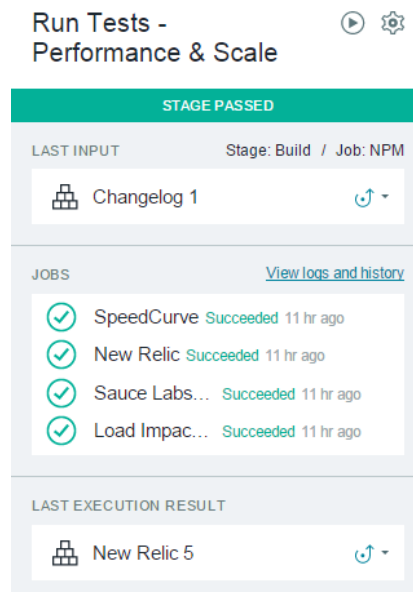 Run Tests -
Performance & Scale
STAGE PASSED
LAST INPUT Stage: Build / Job: NPM
Changelog 1
JOBS View logs and history
SpeedCurve Succeeded 11 hr ago
New Relic Succeeded 11 hr ago
Sauce Labs... Succeeded 11 hr ago
Load Impac... Succeeded 11 hr ago
LAST EXECUTION RESULT
New Relic 5